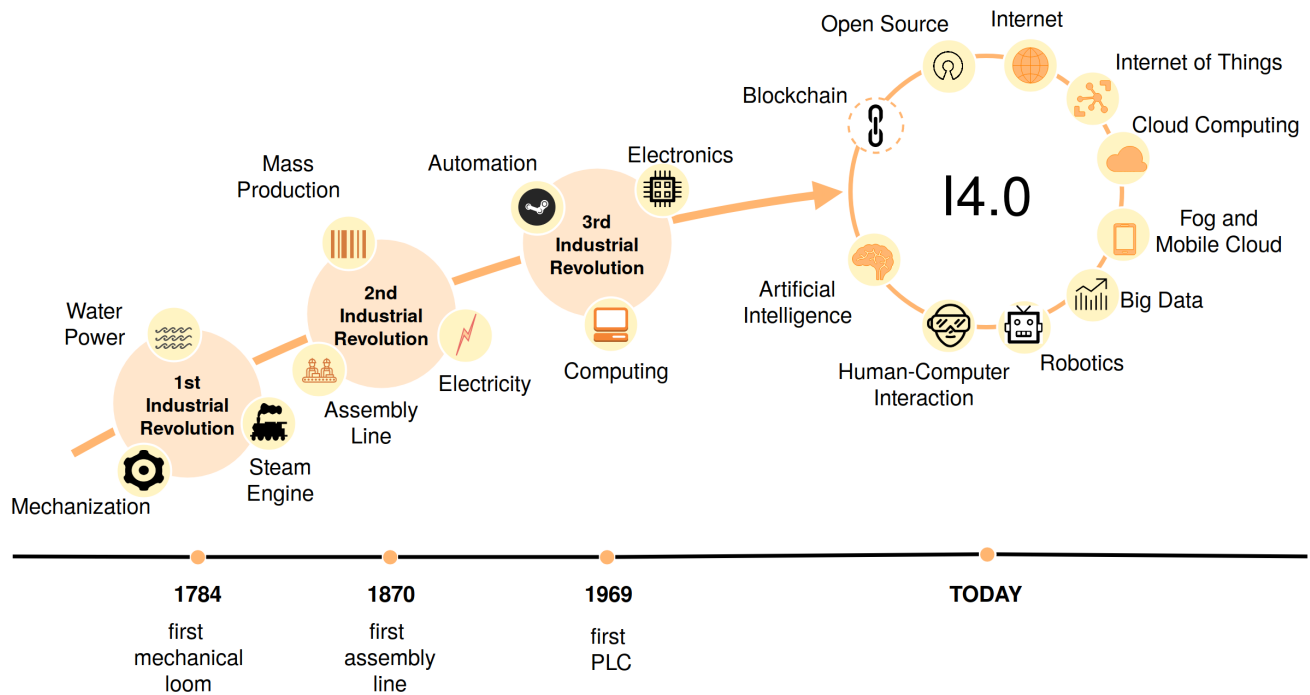 Open Source
Internet
Internet of Things
Blockchain
Cloud Computing
I4.0
Fog and
Mobile Cloud
Big Data
Robotics
Human-Computer
Interaction
Artificial
Intelligence
Automation
Electronics
3rd
Industrial
Revolution
Computing
Mass
Production
2nd
Industrial
Revolution
Electricity
Assembly
Line
Water
Power
1st
Industrial
Revolution
Steam
Engine
Mechanization
1784
first
mechanical
loom
1870
first
assembly
line
1969
first
PLC
TODAY